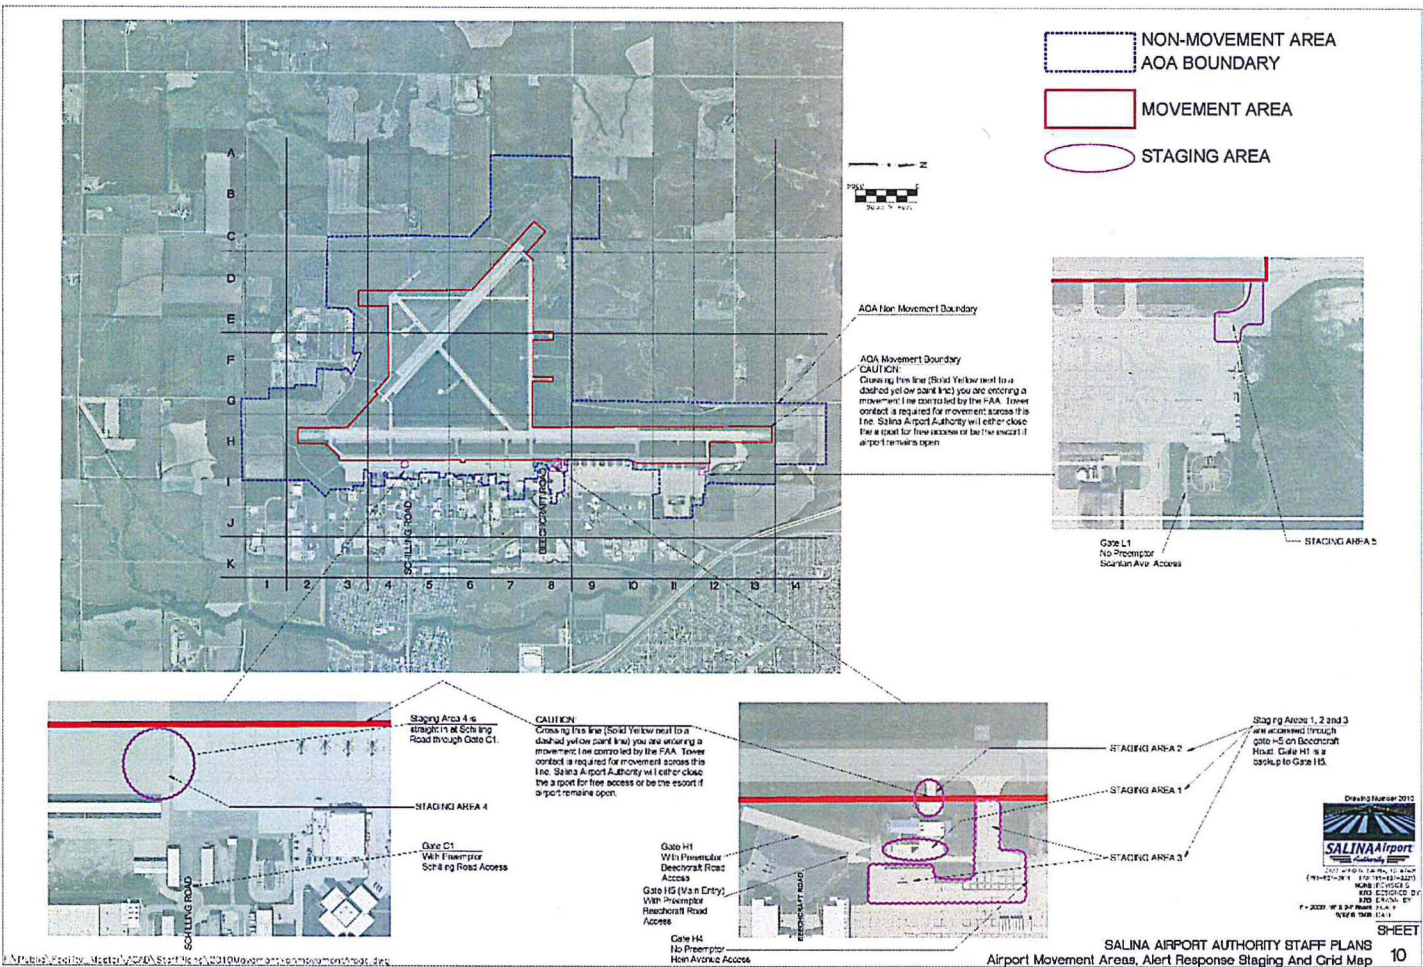 NON-MOVEMENT AREA
AOA BOUNDARY
MOVEMENT AREA
STAGING AREA
N
A
B
C
D
E
F
G
H
I
J
K
1 2 3 4 5 6 7 8 9 10 11 12 13 14
SCHILLING ROAD
BEECHCRAFT ROAD
AOA Non Movement Boundary
AOA Movement Boundary
CAUTION:
Crossing this line (Solid Yellow next to a
dashed yellow paint line) you are entering a
movement line controlled by the FAA. Tower
contact is required for movement across this
line. Salina Airport Authority will either close
the airport for free access or be the escort if
airport remains open.
Gate L1
No Preemptor
Scanlan Ave. Access
STAGING AREA 5
Staging Area 4 is
straight in at Schilling
Road through Gate C1.
STAGING AREA 4
Gate C1
With Preemptor
Schilling Road Access
SCHILLING ROAD
CAUTION:
Crossing this line (Solid Yellow next to a
dashed yellow paint line) you are entering a
movement line controlled by the FAA. Tower
contact is required for movement across this
line. Salina Airport Authority will either close
the airport for free access or be the escort if
airport remains open.
Gate H1
With Preemptor
Beechcraft Road
Access
Gate H5 (Main Entry)
With Preemptor
Beechcraft Road
Access
Gate H4
No Preemptor
Hein Avenue Access
BEECHCRAFT ROAD
STAGING AREA 2
STAGING AREA 1
STAGING AREA 3
Staging Areas 1, 2 and 3
are accessed through
gate H5 on Beechcraft
Road. Gate H1 is a
backup to Gate H5.
Drawing Number 2010
SALINA Airport
Authority
SHEET
10
SALINA AIRPORT AUTHORITY STAFF PLANS
Airport Movement Areas, Alert Response Staging And Grid Map